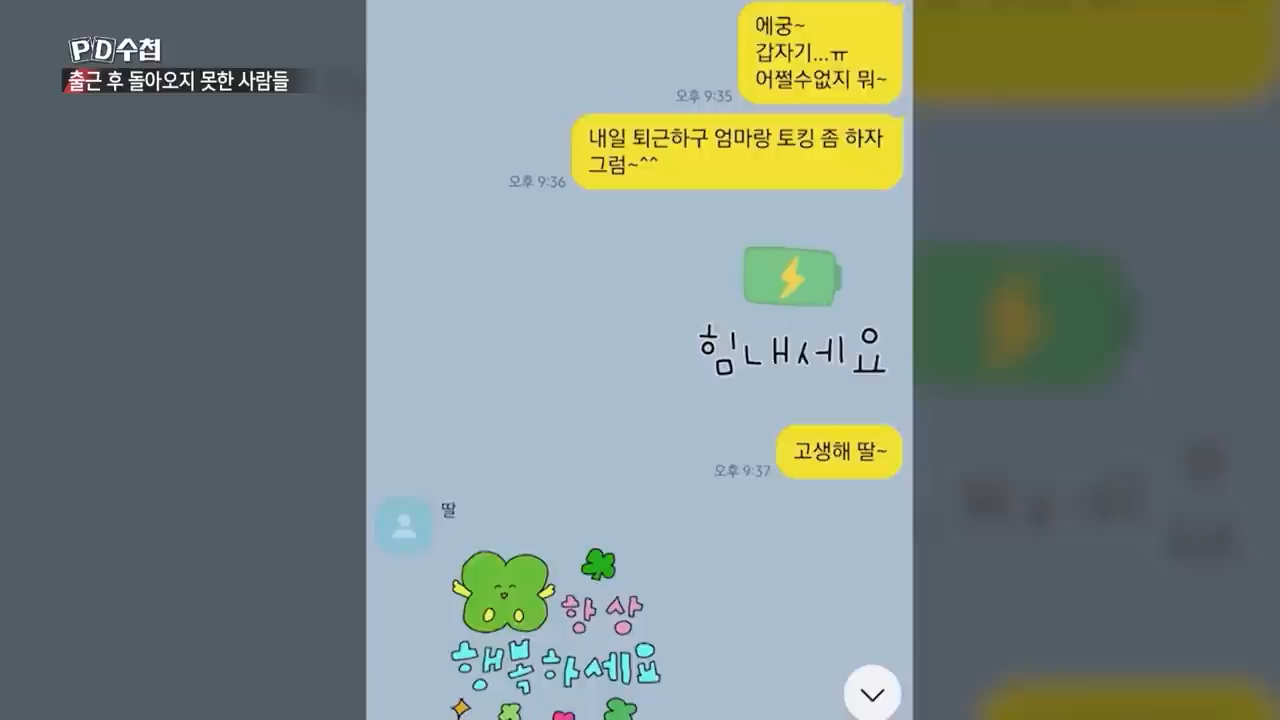 PD수첩
출근 후 돌아오지 못한 사람들
에궁~
갑자기...ㅠ
어쩔수없지 뭐~
오후 9:35
내일 퇴근하구 엄마랑 토킹 좀 하자
그럼~^^
오후 9:36
힘내세요
고생해 딸~
오후 9:37
딸
항상
행복하세요